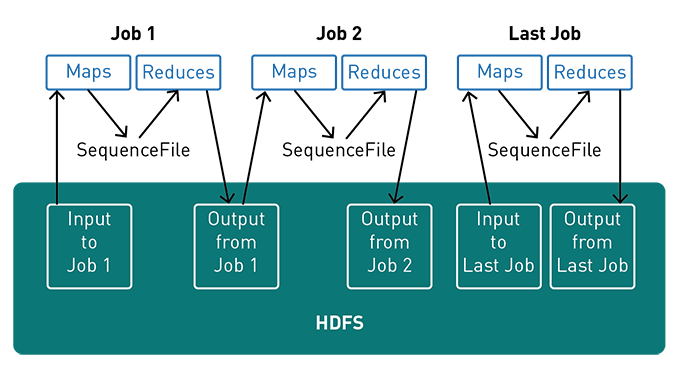 Job 1
Job 2
Last Job
Maps
Reduces
Maps
Reduces
Maps
Reduces
SequenceFile
SequenceFile
SequenceFile
Input
to
Job 1
Output
from
Job 1
Output
from
Job 2
Input
to
Last Job
Output
from
Last Job
HDFS